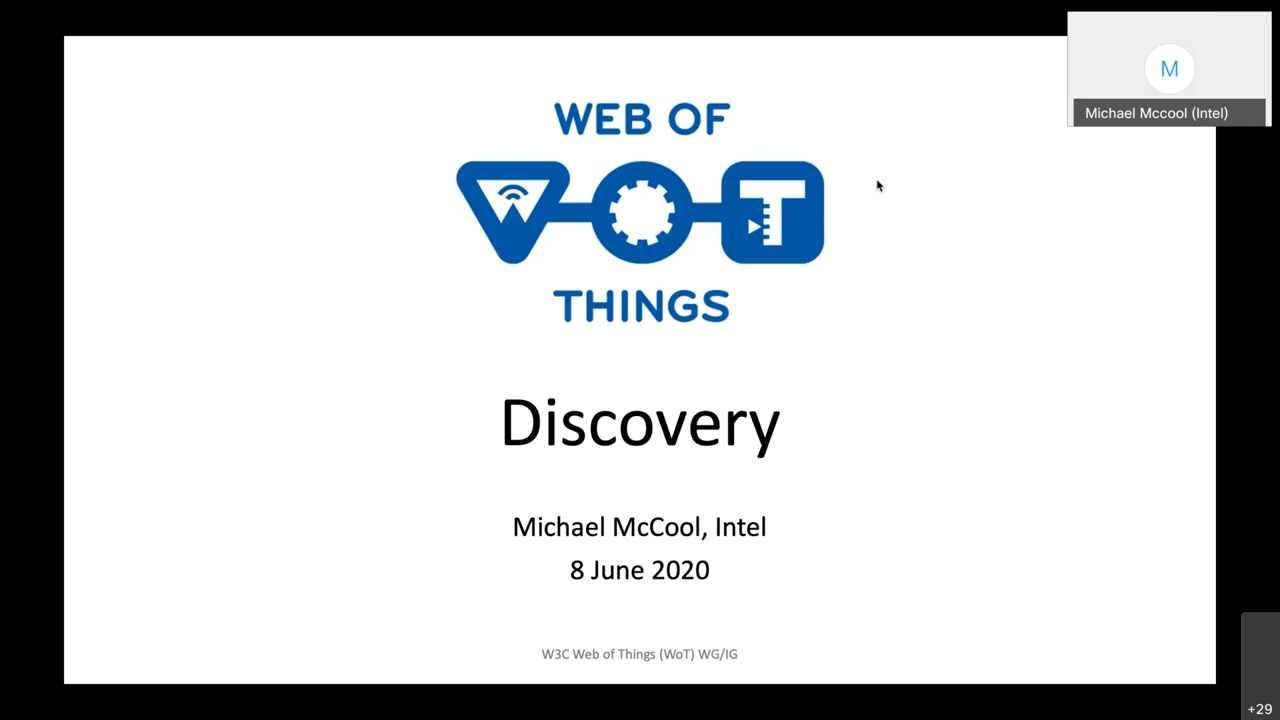 WEB OF
WOT
THINGS
Discovery
Michael McCool, Intel
8 June 2020
W3C Web of Things (WoT) WG/IG
M
Michael Mccool (Intel)
+29